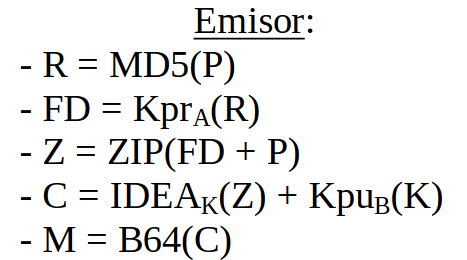 Emisor:
- R = MD5(P)
- FD = KprA(R)
- Z = ZIP(FD + P)
- C = IDEAK(Z) + KpuB(K)
- M = B64(C)